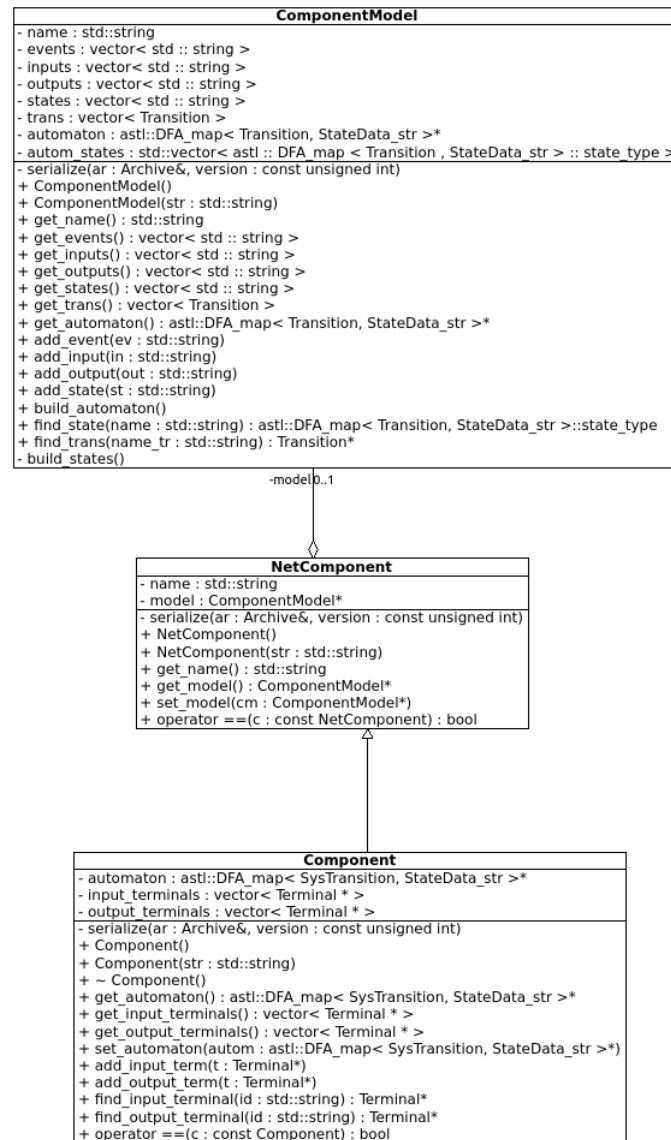 ComponentModel
- name : std::string
- events : vector< std :: string >
- inputs : vector< std :: string >
- outputs : vector< std :: string >
- states : vector< std :: string >
- trans : vector< Transition >
- automaton : astl::DFA_map< Transition, StateData_str >*
- autom_states : std::vector< astl :: DFA_map < Transition , StateData_str > :: state_type >
- serialize(ar : Archive&, version : const unsigned int)
+ ComponentModel()
+ ComponentModel(str : std::string)
+ get_name() : std::string
+ get_events() : vector< std :: string >
+ get_inputs() : vector< std :: string >
+ get_outputs() : vector< std :: string >
+ get_states() : vector< std :: string >
+ get_trans() : vector< Transition >
+ get_automaton() : astl::DFA_map< Transition, StateData_str >*
+ add_event(ev : std::string)
+ add_input(in : std::string)
+ add_output(out : std::string)
+ add_state(st : std::string)
+ build_automaton()
+ find_state(name : std::string) : astl::DFA_map< Transition, StateData_str >::state_type
+ find_trans(name_tr : std::string) : Transition*
- build_states()
-model 0..1
NetComponent
- name : std::string
- model : ComponentModel*
- serialize(ar : Archive&, version : const unsigned int)
+ NetComponent()
+ NetComponent(str : std::string)
+ get_name() : std::string
+ get_model() : ComponentModel*
+ set_model(cm : ComponentModel*)
+ operator ==(c : const NetComponent) : bool
Component
- automaton : astl::DFA_map< SysTransition, StateData_str >*
- input_terminals : vector< Terminal * >
- output_terminals : vector< Terminal * >
- serialize(ar : Archive&, version : const unsigned int)
+ Component()
+ Component(str : std::string)
+ ~ Component()
+ get_automaton() : astl::DFA_map< SysTransition, StateData_str >*
+ get_input_terminals() : vector< Terminal * >
+ get_output_terminals() : vector< Terminal * >
+ set_automaton(autom : astl::DFA_map< SysTransition, StateData_str >*)
+ add_input_term(t : Terminal*)
+ add_output_term(t : Terminal*)
+ find_input_terminal(id : std::string) : Terminal*
+ find_output_terminal(id : std::string) : Terminal*
+ operator ==(c : const Component) : bool